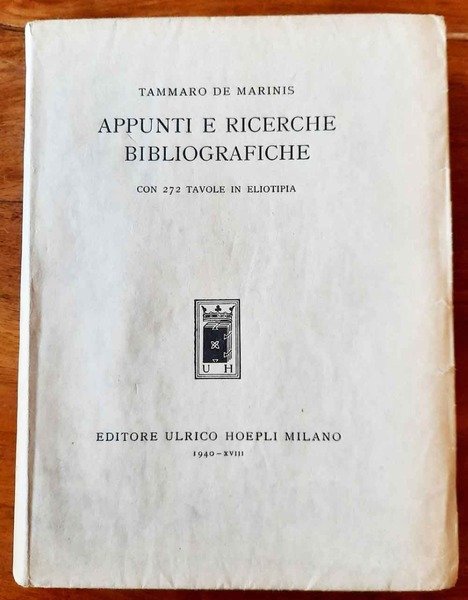 TAMMARO DE MARINIS
APPUNTI E RICERCHE
BIBLIOGRAFICHE
CON 272 TAVOLE IN ELIOTIPIA
U H
EDITORE ULRICO HOEPLI MILANO
1940-XVIII